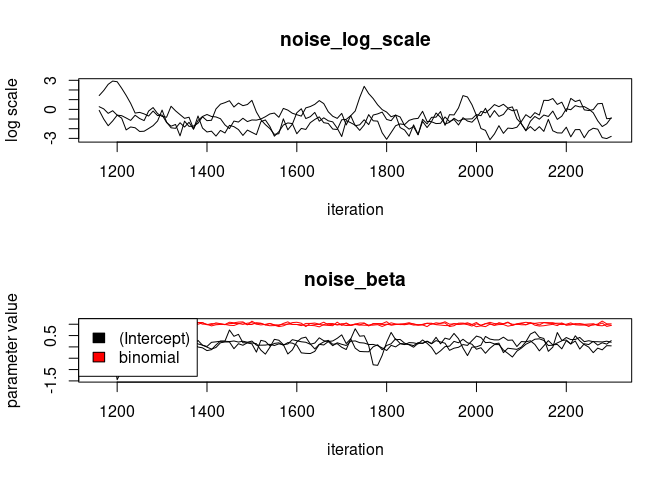 noise_log_scale
log scale
3
0
-3
1200 1400 1600 1800 2000 2200
iteration
noise_beta
parameter value
0.5
-1.5
(Intercept)
binomial
1200 1400 1600 1800 2000 2200
iteration